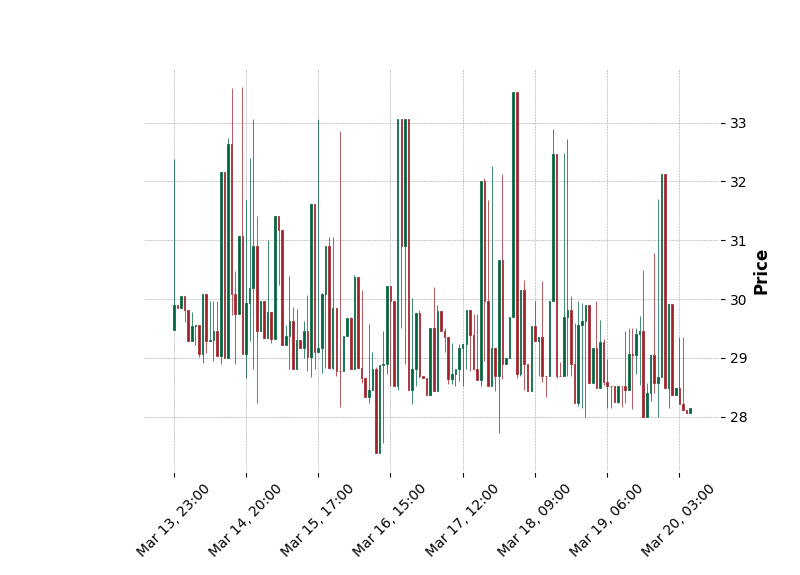 33
32
31
30
29
28
Price
Mar 13, 23:00
Mar 14, 20:00
Mar 15, 17:00
Mar 16, 15:00
Mar 17, 12:00
Mar 18, 09:00
Mar 19, 06:00
Mar 20, 03:00